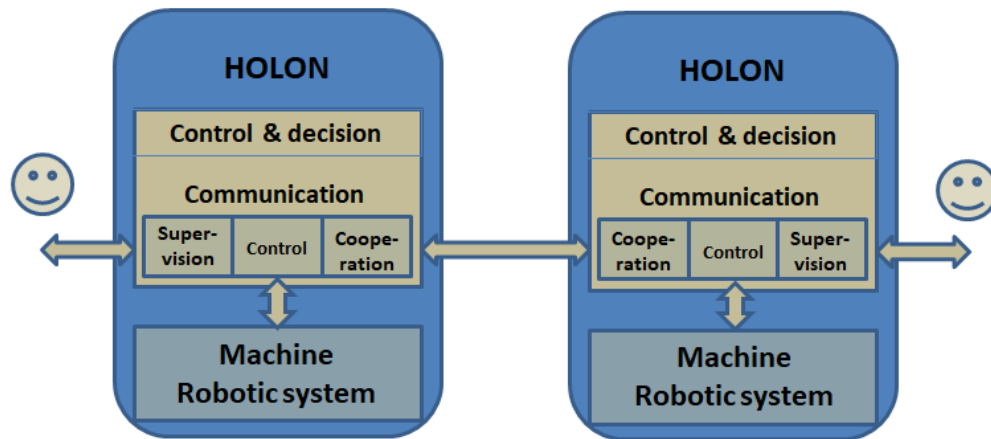 HOLON
Control & decision
Communication
Super-
vision
Control
Coope-
ration
Machine
Robotic system
HOLON
Control & decision
Communication
Coope-
ration
Control
Super-
vision
Machine
Robotic system